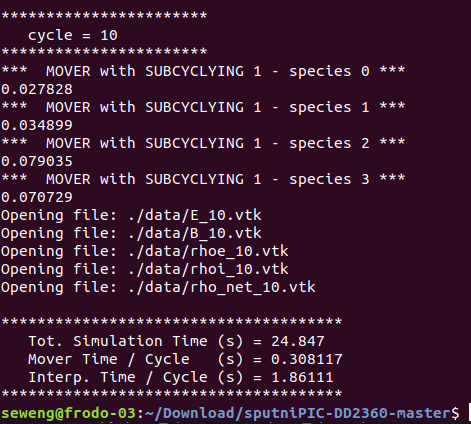 ***********************
cycle = 10
***********************
*** MOVER with SUBCYCLYING 1 - species 0 ***
0.027828
*** MOVER with SUBCYCLYING 1 - species 1 ***
0.034899
*** MOVER with SUBCYCLYING 1 - species 2 ***
0.079035
*** MOVER with SUBCYCLYING 1 - species 3 ***
0.070729
Opening file: ./data/E_10.vtk
Opening file: ./data/B_10.vtk
Opening file: ./data/rhoe_10.vtk
Opening file: ./data/rhoi_10.vtk
Opening file: ./data/rho_net_10.vtk
**************************************
Tot. Simulation Time (s) = 24.847
Mover Time / Cycle (s) = 0.308117
Interp. Time / Cycle (s) = 1.86111
**************************************
seweng@frodo-03:~/Download/sputniPIC-DD2360-master$